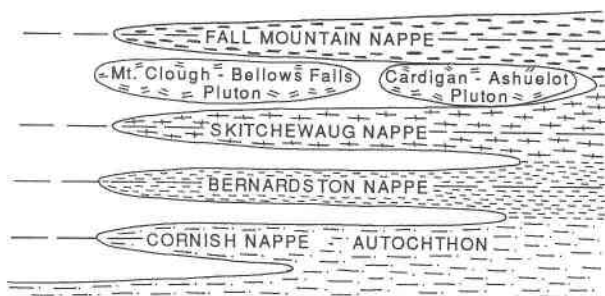 FALL MOUNTAIN NAPPE
Mt. Clough - Bellows Falls
Pluton
Cardigan - Ashuelot
Pluton
SKITCHEWAUG NAPPE
BERNARDSTON NAPPE
CORNISH NAPPE AUTOCHTHON